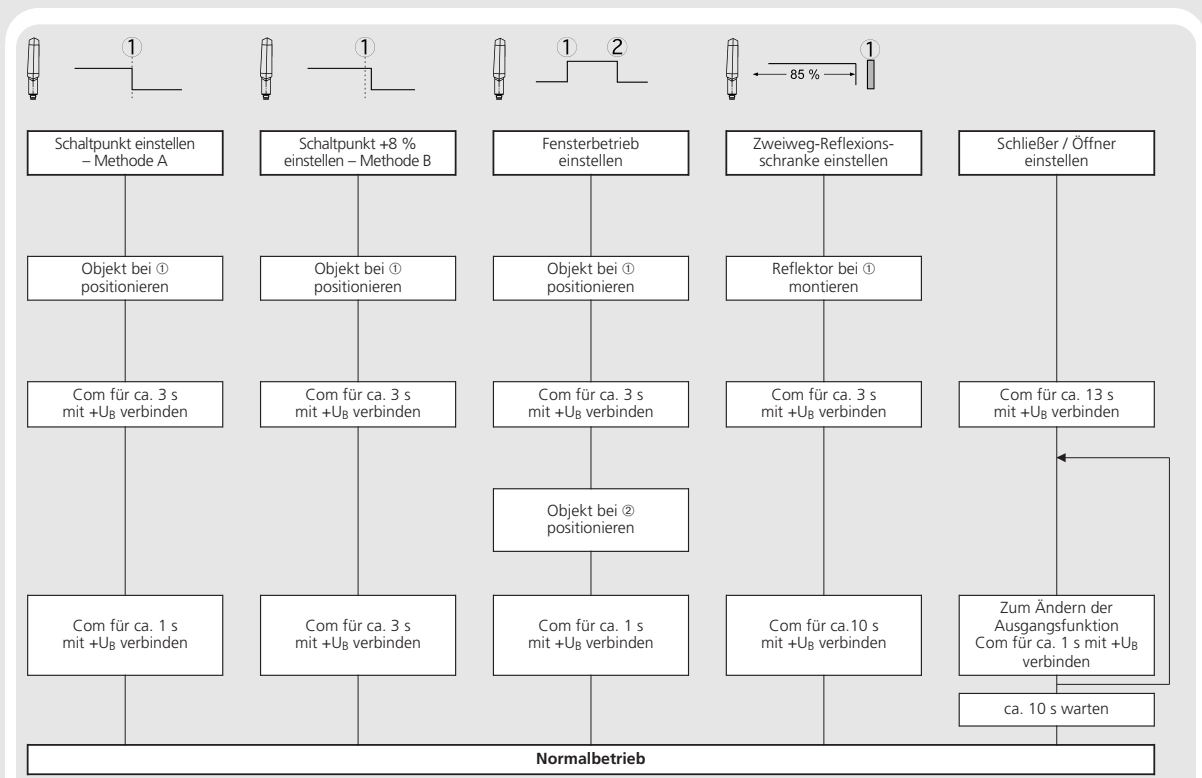 ①
①
① ②
85 %
①
Schaltpunkt einstellen
– Methode A
Schaltpunkt +8 %
einstellen – Methode B
Fensterbetrieb
einstellen
Zweiweg-Reflexions-
schranke einstellen
Schließer / Öffner
einstellen
Objekt bei ①
positionieren
Objekt bei ①
positionieren
Objekt bei ①
positionieren
Reflektor bei ①
montieren
Com für ca. 3 s
mit +UB verbinden
Com für ca. 3 s
mit +UB verbinden
Com für ca. 3 s
mit +UB verbinden
Com für ca. 3 s
mit +UB verbinden
Com für ca. 13 s
mit +UB verbinden
Objekt bei ②
positionieren
Com für ca. 1 s
mit +UB verbinden
Com für ca. 3 s
mit +UB verbinden
Com für ca. 1 s
mit +UB verbinden
Com für ca.10 s
mit +UB verbinden
Zum Ändern der
Ausgangsfunktion
Com für ca. 1 s mit +UB
verbinden
ca. 10 s warten
Normalbetrieb